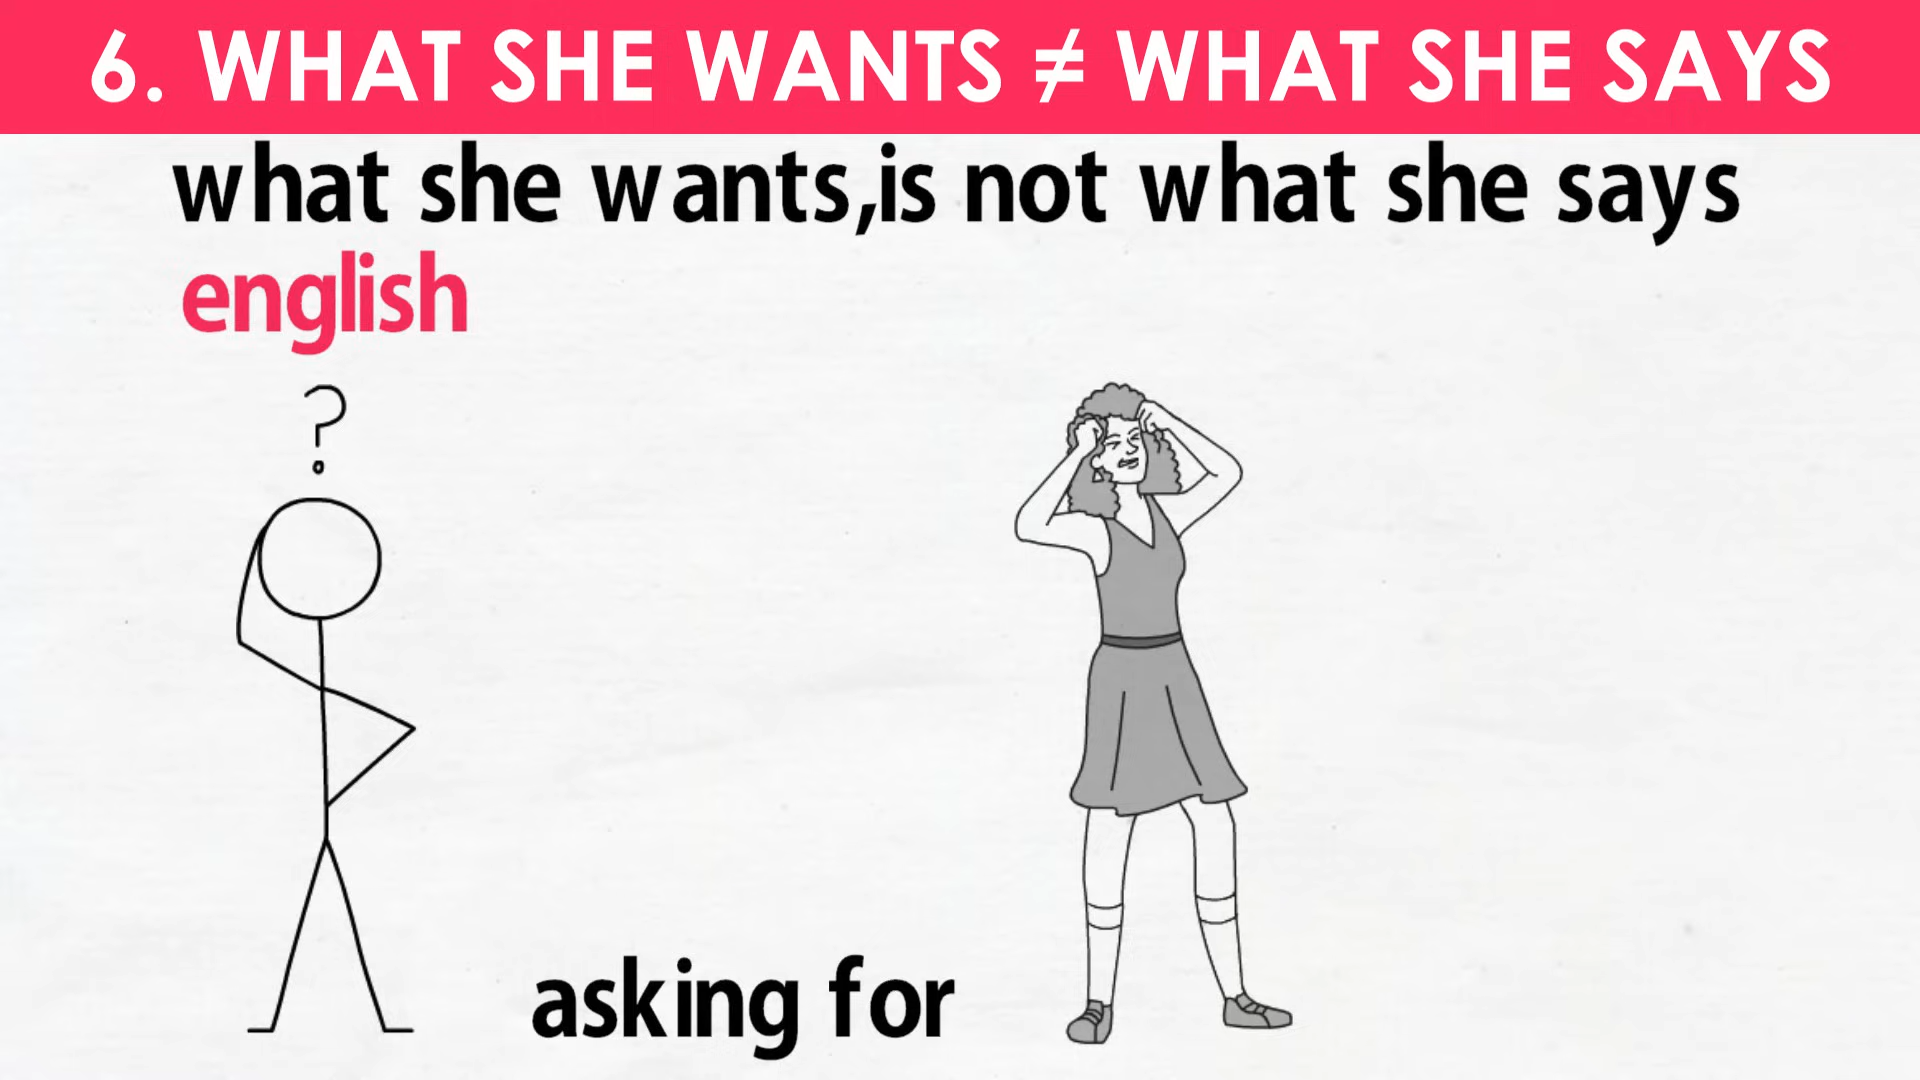 6. WHAT SHE WANTS ≠ WHAT SHE SAYS
what she wants,is not what she says
english
?
asking for